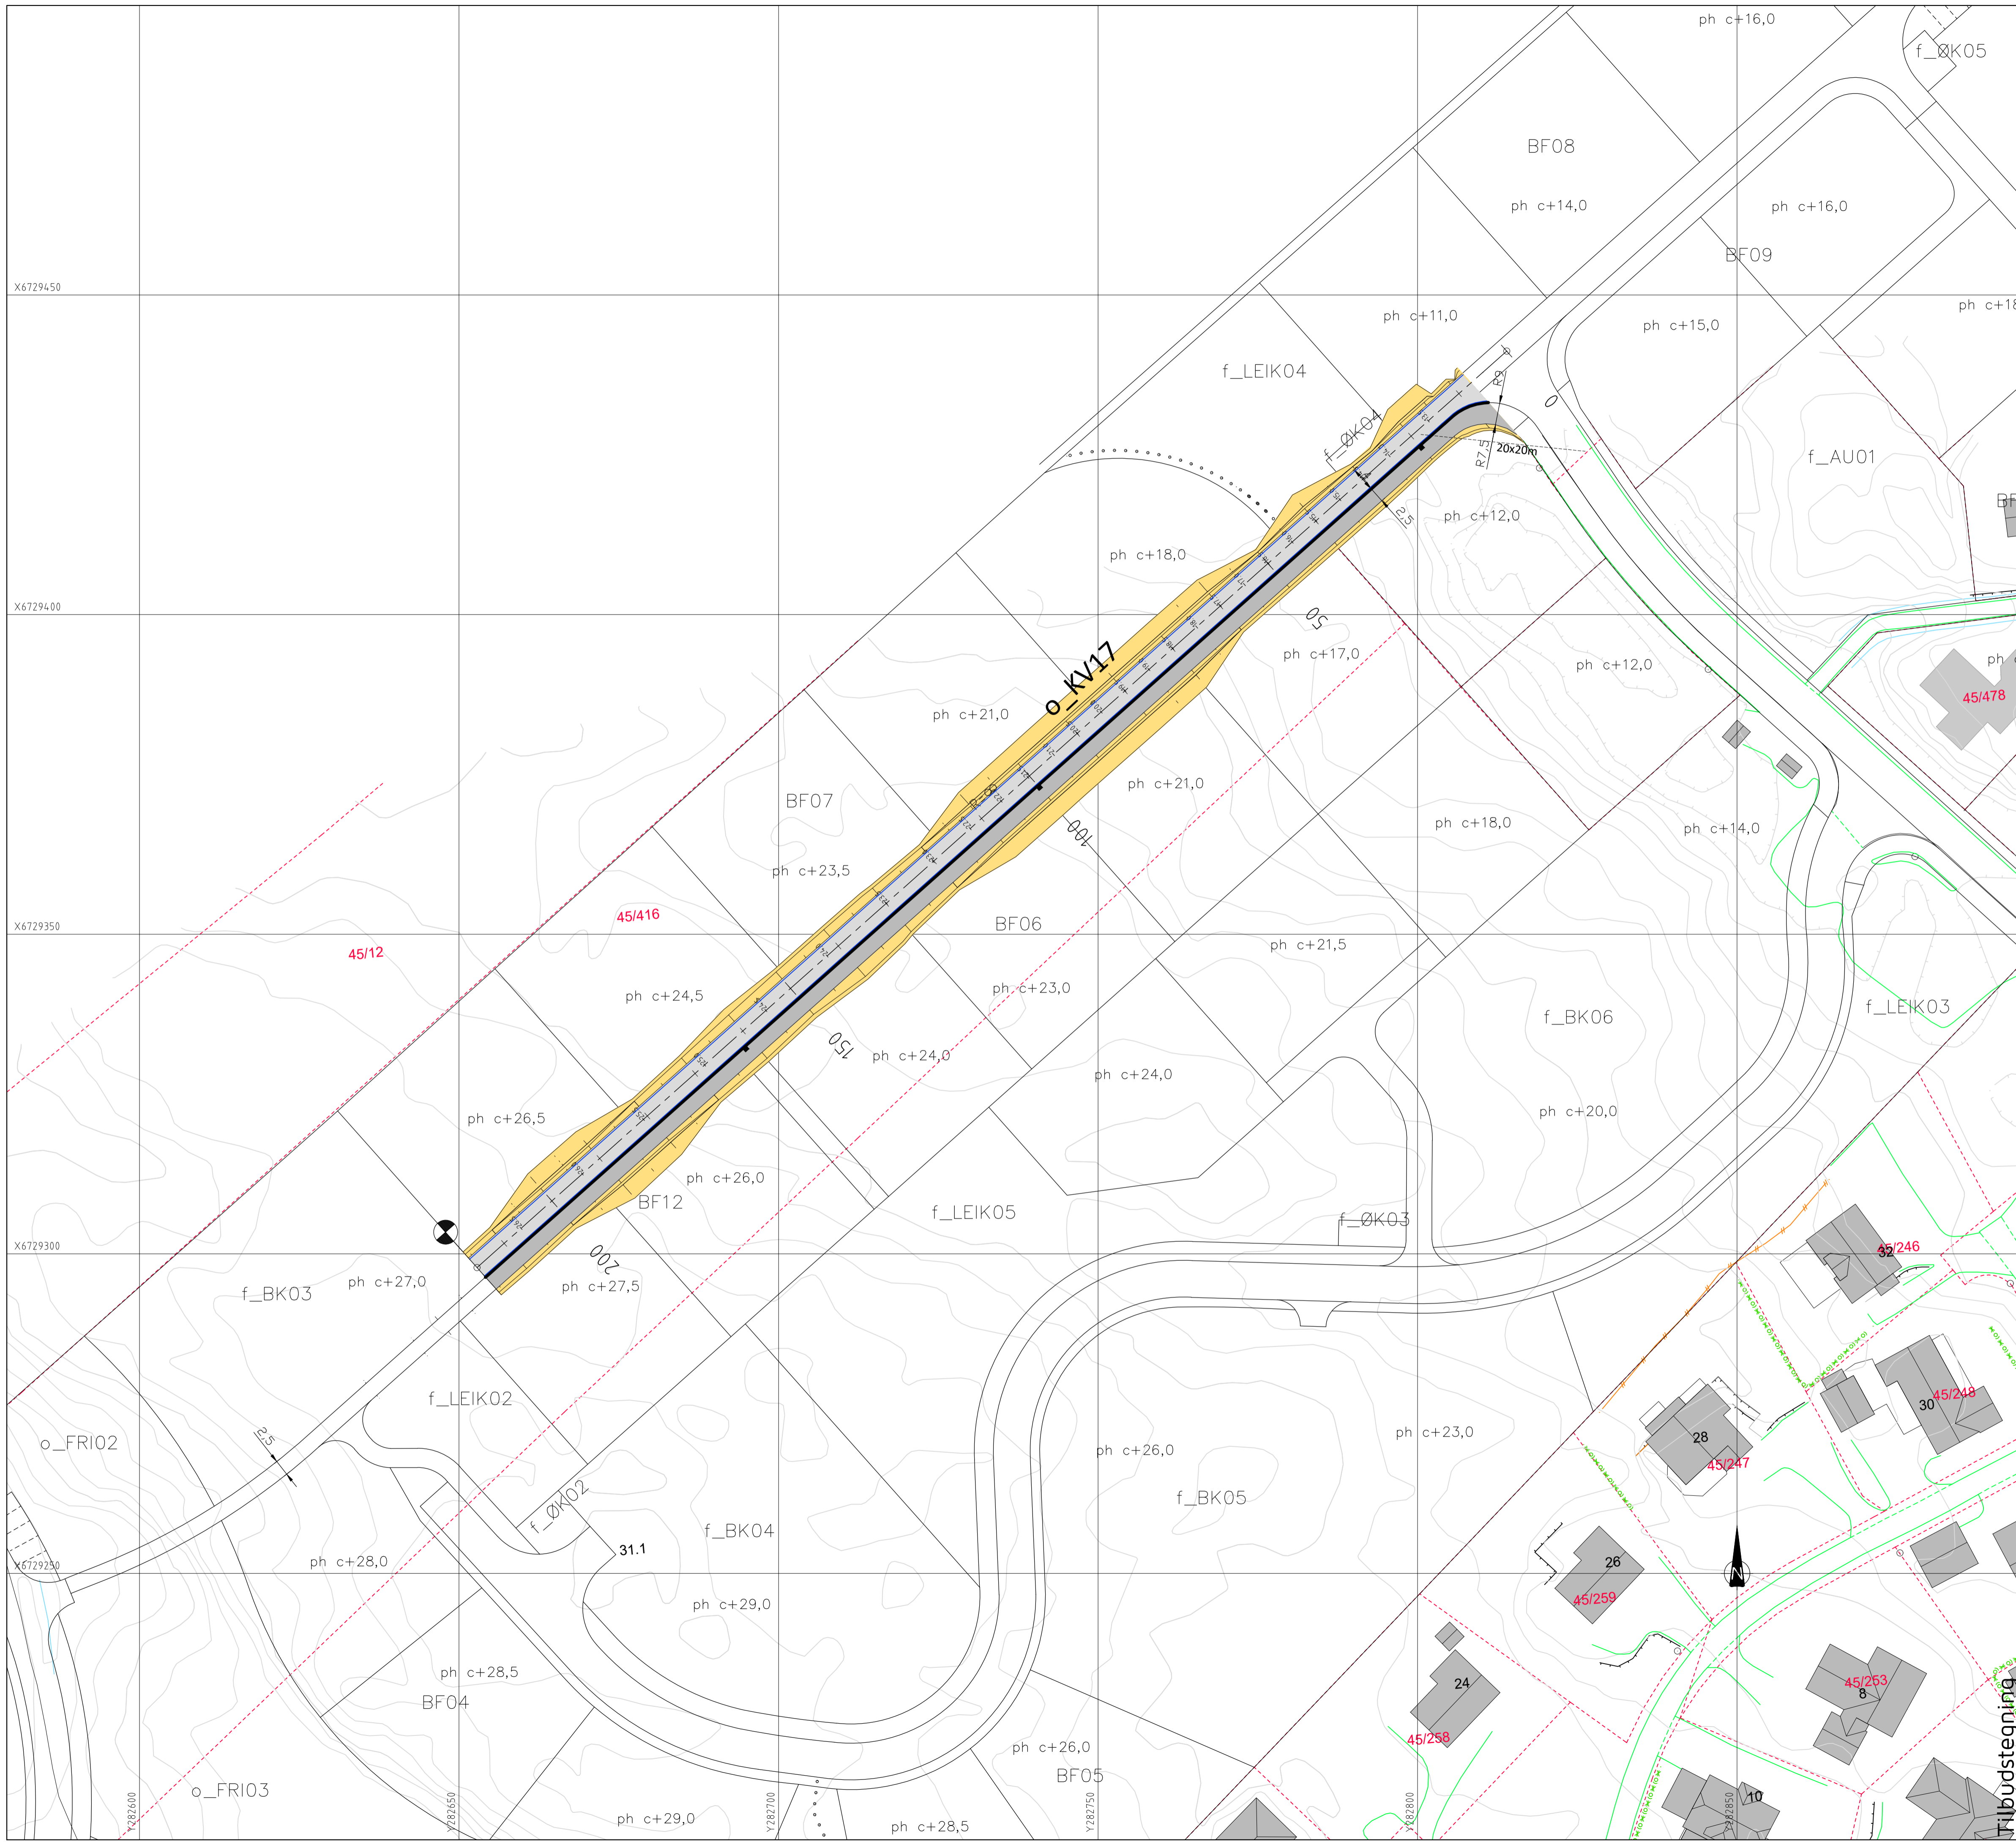 ph c+16,0
f_ØK05
BF08
ph c+14,0
ph c+16,0
BF09
X6729450
ph c+18
ph c+11,0
ph c+15,0
f_LEIK04
R9
0
f_ØK04
R7,5
20x20m
f_AU01
2,5
ph c+12,0
ph c+18,0
X6729400
50
ph c+17,0
ph c+12,0
o_KV17
ph c+21,0
45/478
ph c+21,0
BF07
100
ph c+18,0
ph c+14,0
ph c+23,5
45/416
BF06
X6729350
45/12
ph c+21,5
ph c+24,5
ph c+23,0
f_LEIK03
f_BK06
150
ph c+24,0
ph c+24,0
ph c+26,5
ph c+20,0
ph c+26,0
BF12
f_LEIK05
f_ØK03
X6729300
200
45/246
32
ph c+27,0
ph c+27,5
f_BK03
f_LEIK02
45/248
30
2,5
o_FRI02
ph c+26,0
ph c+23,0
28
45/247
f_ØK02
f_BK05
f_BK04
31.1
X6729250
ph c+28,0
26
45/259
N
ph c+29,0
ph c+28,5
BF04
24
45/253
8
45/258
ph c+26,0
BF05
o_FRI03
10
ph c+29,0
ph c+28,5
Y282600
Y282650
Y282700
Y282750
Y282800
Y282850
Tilbudstegning